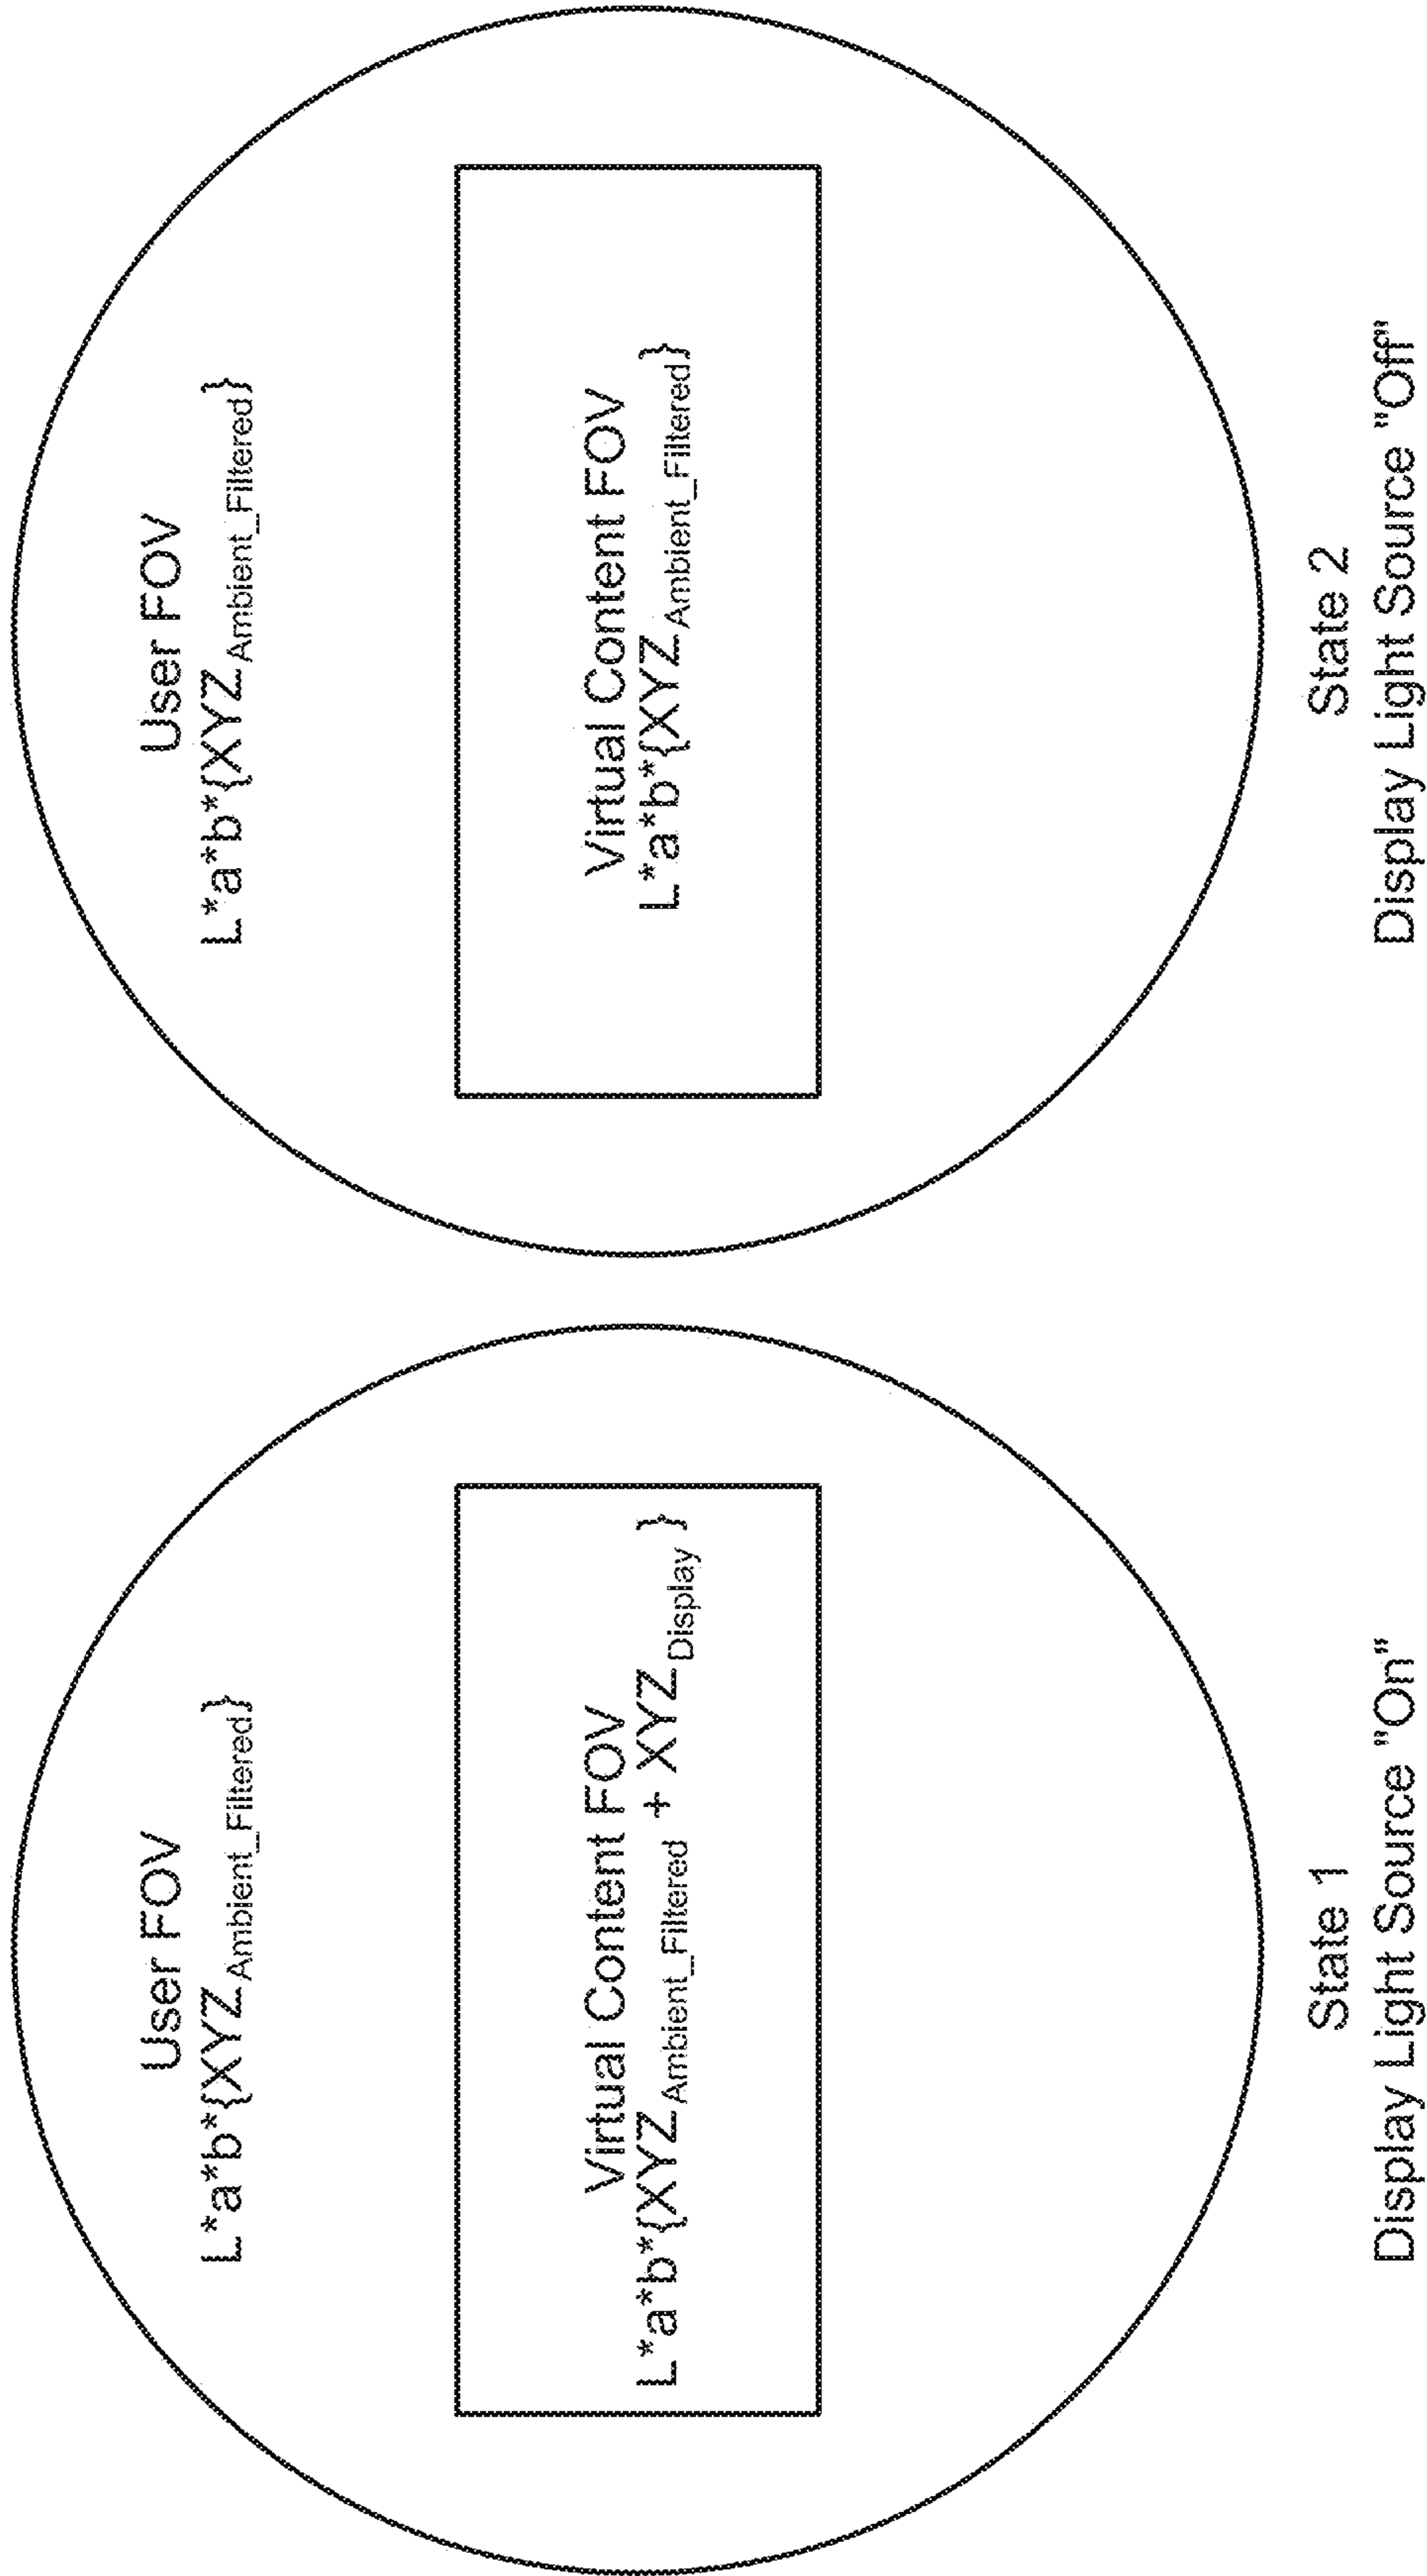 User FOV
L*a*b*{XYZAmbient_Filtered}
Virtual Content FOV
L*a*b*{XYZAmbient_Filtered + XYZDisplay }
State 1
Display Light Source "On"
User FOV
L*a*b*{XYZAmbient_Filtered}
Virtual Content FOV
L*a*b*{XYZAmbient_Filtered}
State 2
Display Light Source "Off"